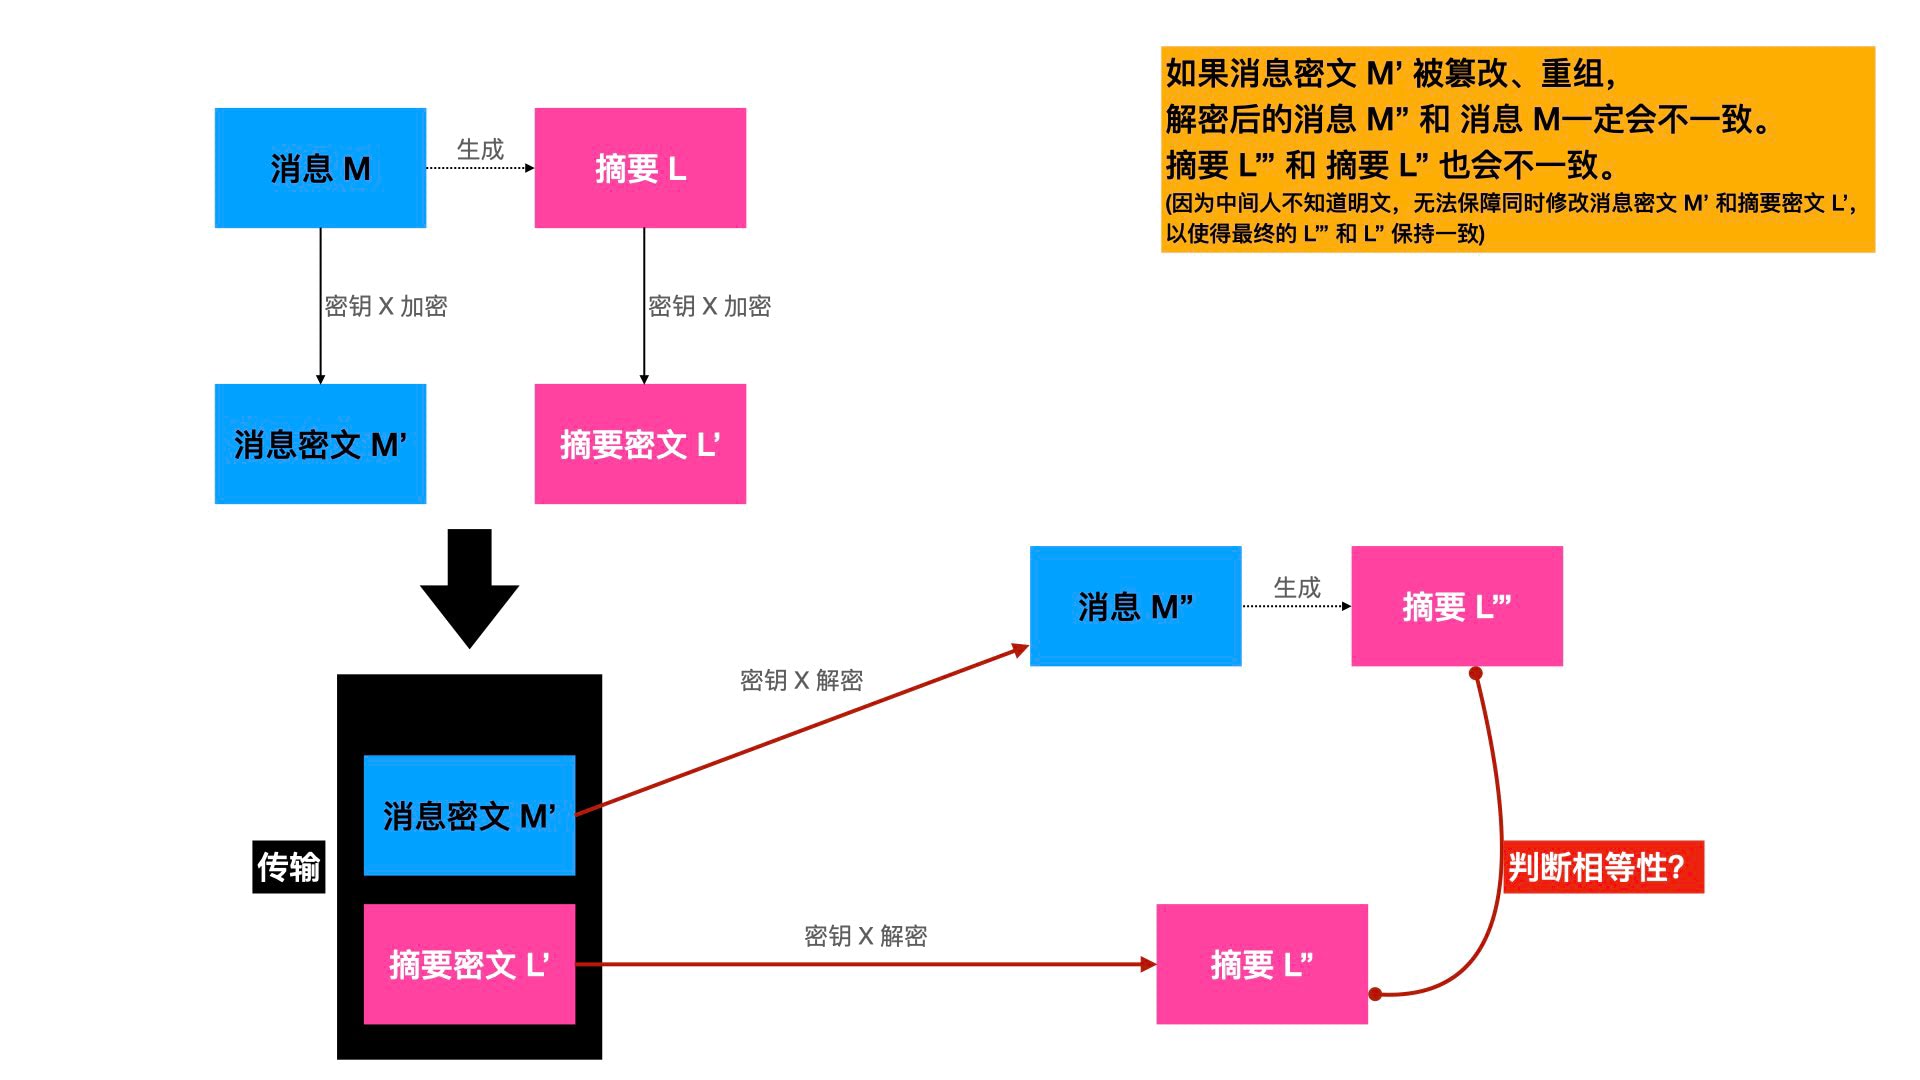 如果消息密文 M’ 被篡改、重组，
解密后的消息 M” 和 消息 M一定会不一致。
摘要 L’” 和 摘要 L” 也会不一致。
(因为中间人不知道明文，无法保障同时修改消息密文 M’ 和摘要密文 L’，
以使得最终的 L’” 和 L” 保持一致)
消息 M
生成
摘要 L
密钥 X 加密
密钥 X 加密
消息密文 M’
摘要密文 L’
消息 M”
生成
摘要 L’”
密钥 X 解密
消息密文 M’
传输
判断相等性？
密钥 X 解密
摘要密文 L’
摘要 L”